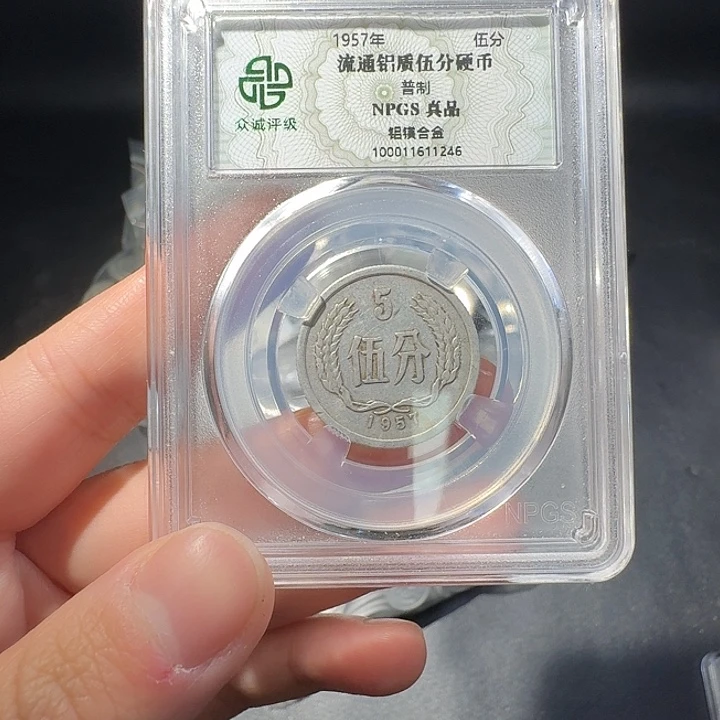 1957年 伍分
流通铝质伍分硬币
普制
NPGS 真品
铝镁合金
100011611246
众诚评级
5
伍分
1957
NPGS